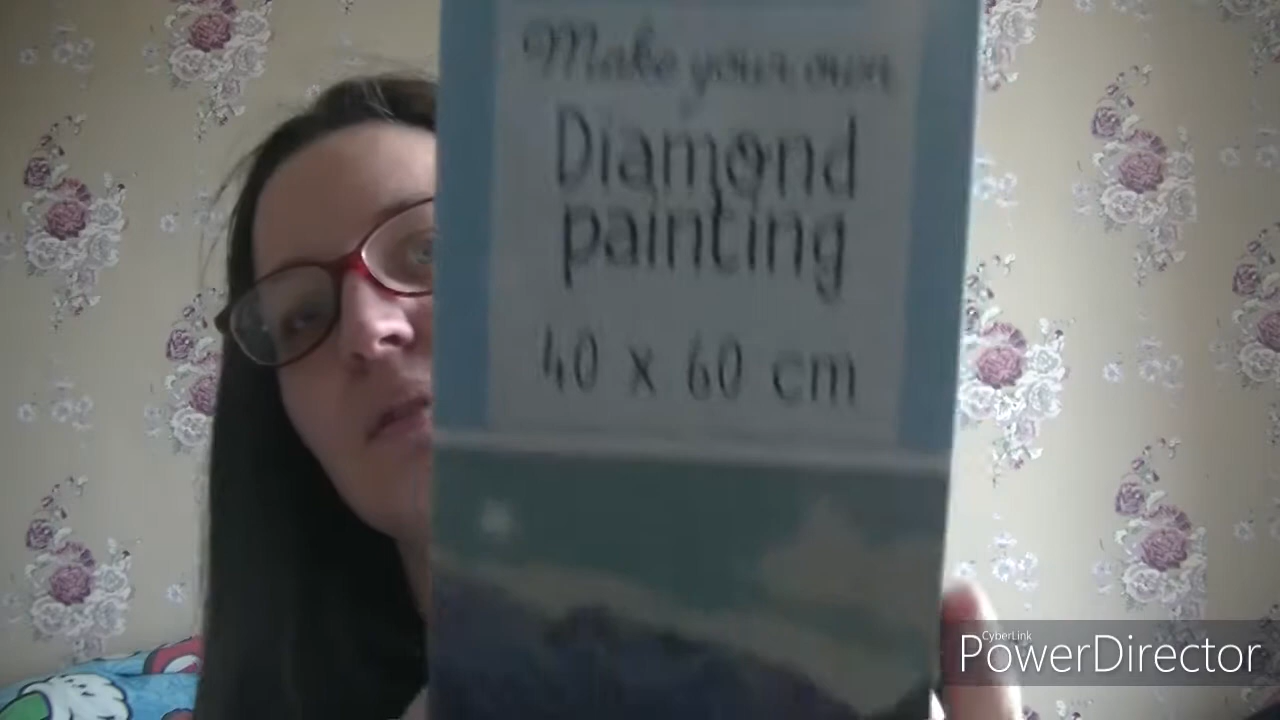 Make your own
Diamond
painting
40 x 60 cm
CyberLink
PowerDirector